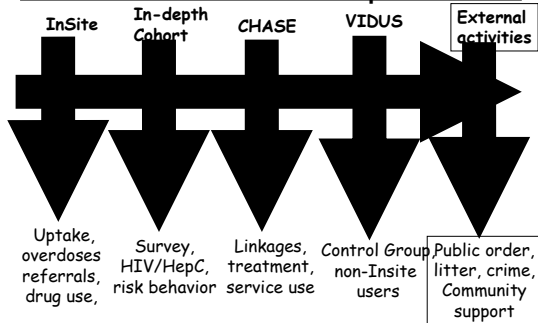 InSite
In-depth
Cohort
CHASE
VIDUS
External
activities
Uptake,
overdoses
referrals,
drug use,
Survey,
HIV/HepC,
risk behavior
Linkages,
treatment,
service use
Control Group,
non-Insite
users
Public order,
litter, crime,
Community
support